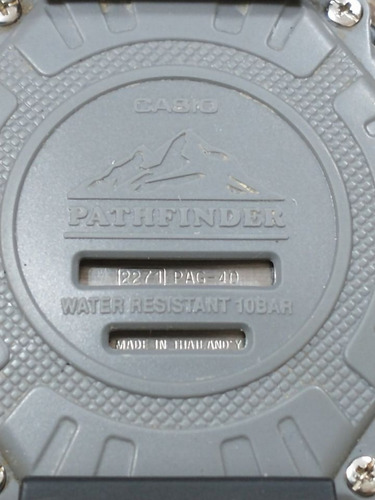 CASIO
PATHFINDER
2271 PAG-40
WATER RESISTANT 10BAR
MADE IN THAILAND Y